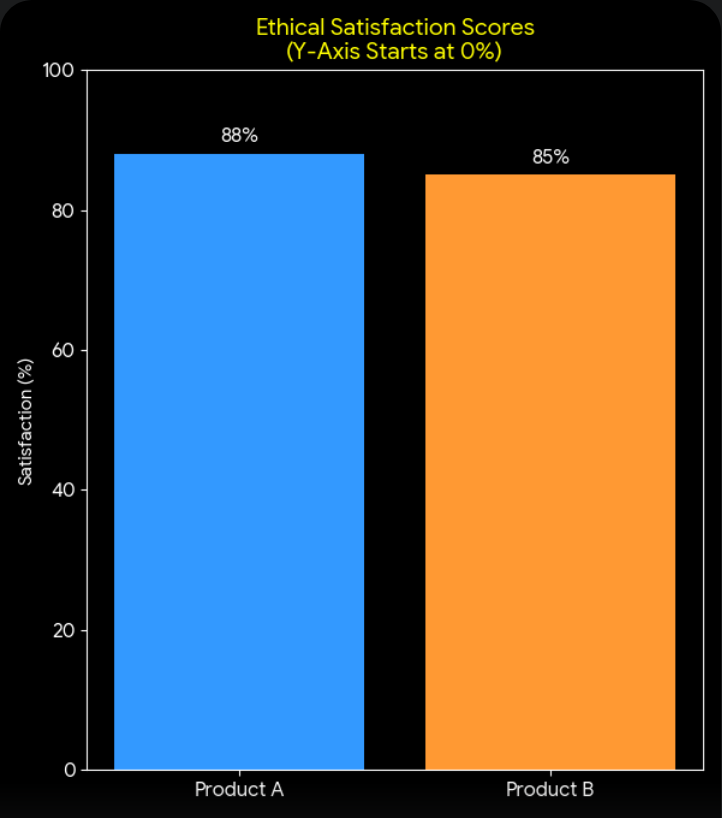 Ethical Satisfaction Scores
(Y-Axis Starts at 0%)
100
88%
85%
80
60
Satisfaction (%)
40
20
0
Product A
Product B